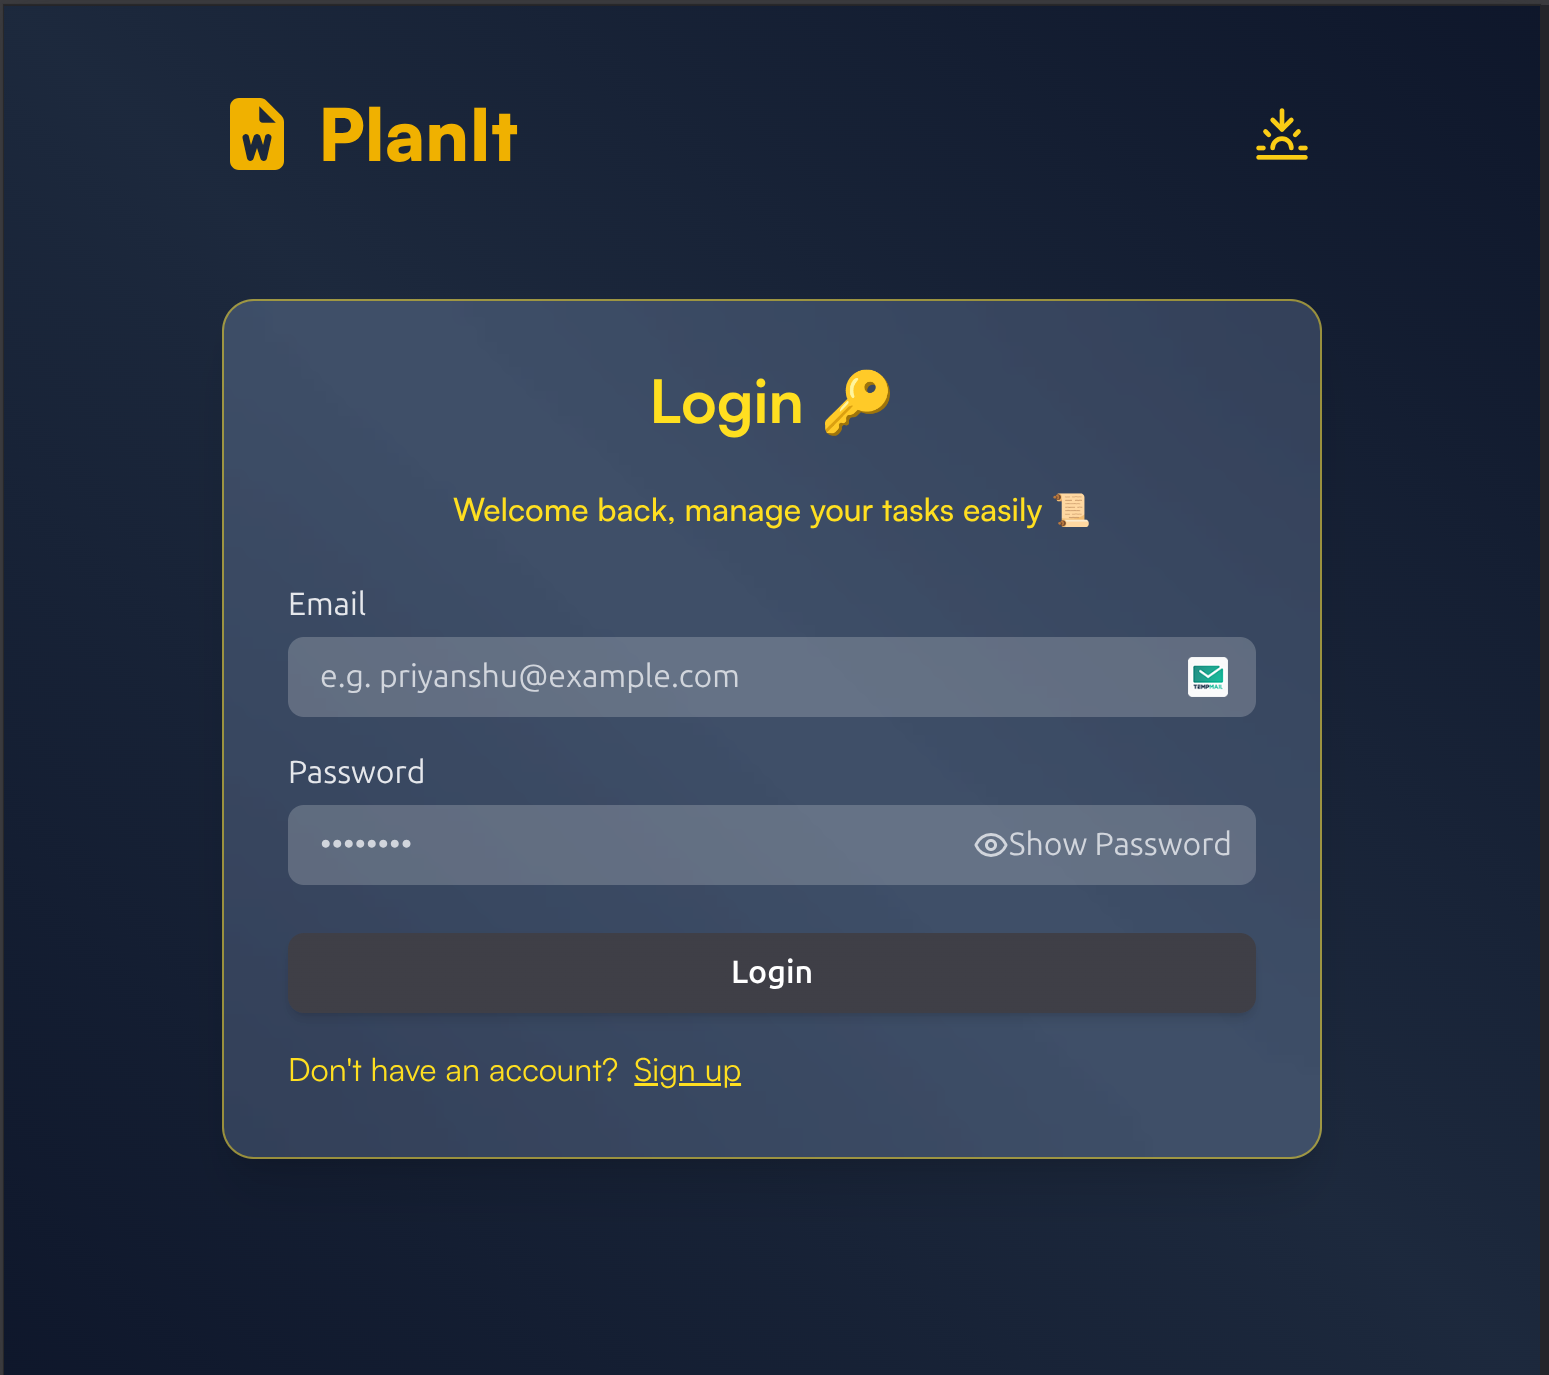 W PlanIt
Login 🔑
Welcome back, manage your tasks easily 📜
Email
e.g. priyanshu@example.com
TEMPMAIL
Password
••••••••
Show Password
Login
Don't have an account? Sign up